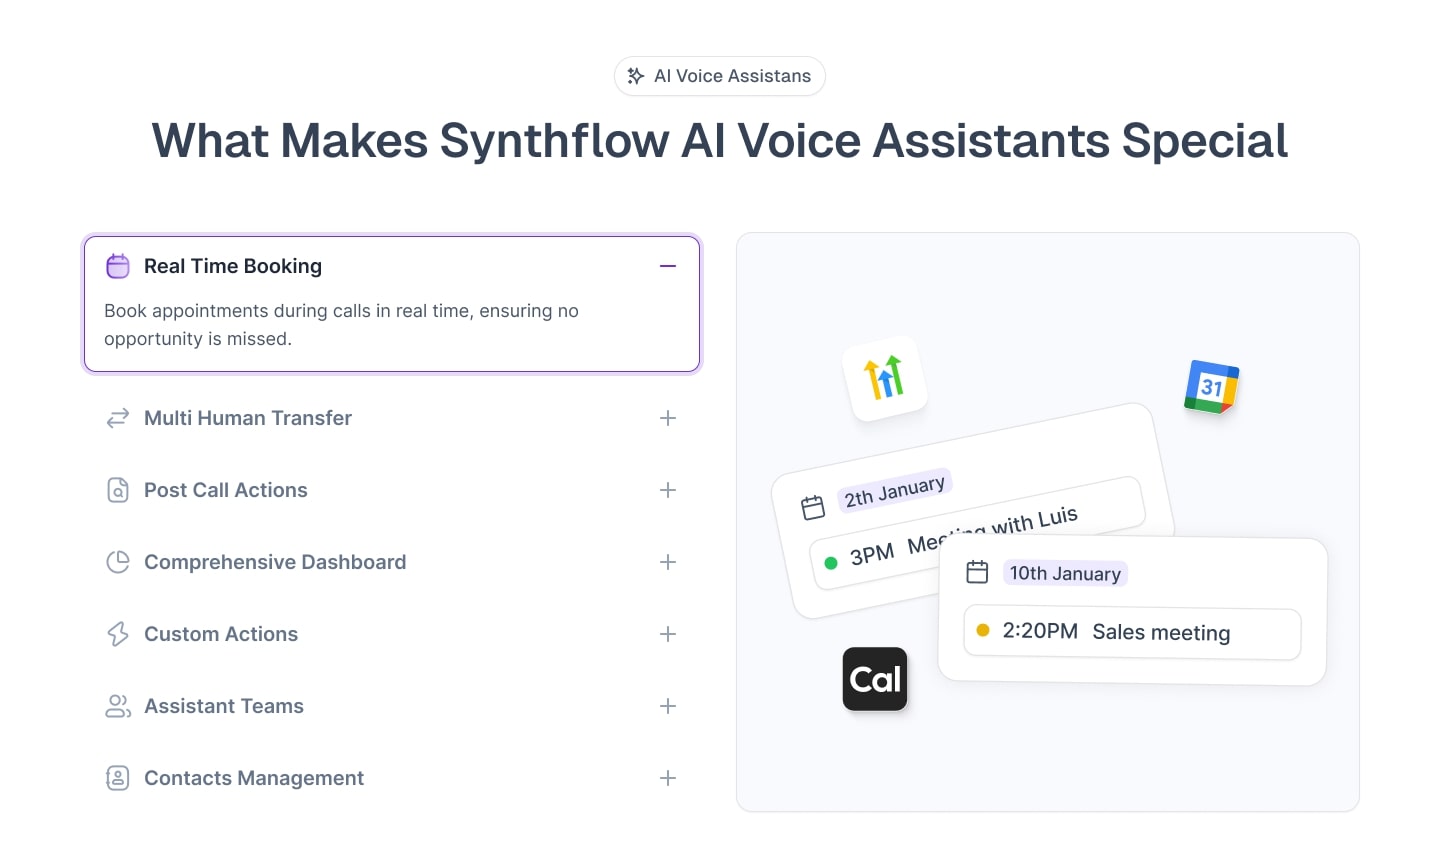 AI Voice Assistans
What Makes Synthflow AI Voice Assistants Special
Real Time Booking
Book appointments during calls in real time, ensuring no
opportunity is missed.
Multi Human Transfer
Post Call Actions
Comprehensive Dashboard
Custom Actions
Assistant Teams
Contacts Management
31
2th January
3PM Meeting with Luis
10th January
2:20PM Sales meeting
Cal